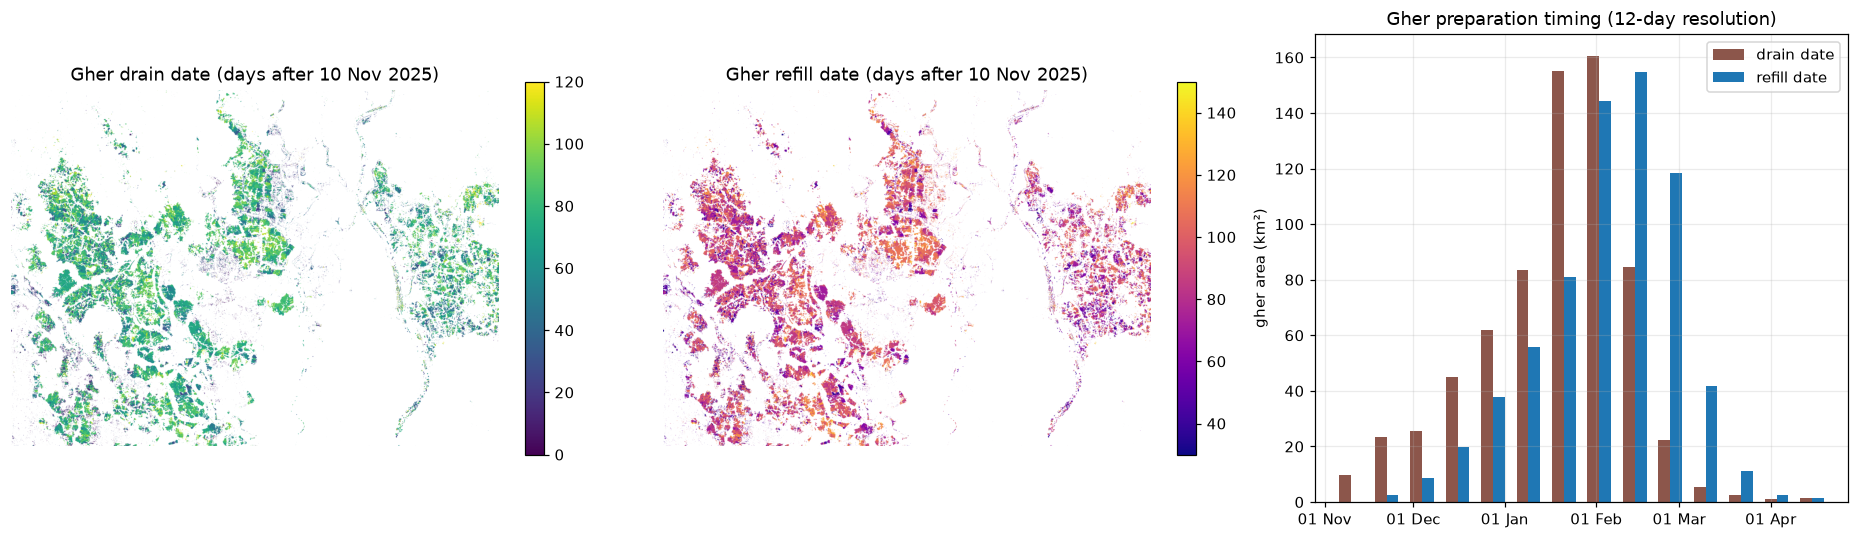 Gher drain date (days after 10 Nov 2025)
120
100
80
60
40
20
0
Gher refill date (days after 10 Nov 2025)
140
120
100
80
60
40
Gher preparation timing (12-day resolution)
drain date
refill date
gher area (km²)
160
140
120
100
80
60
40
20
0
01 Nov
01 Dec
01 Jan
01 Feb
01 Mar
01 Apr